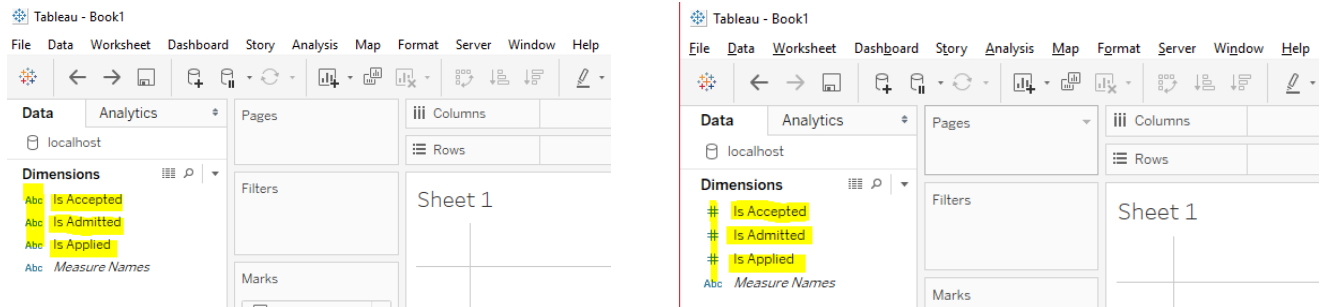 Tableau - Book1
File Data Worksheet Dashboard Story Analysis Map Format Server Window Help
Data Analytics
Pages
iii Columns
Rows
localhost
Dimensions
Abc Is Accepted
Abc Is Admitted
Abc Is Applied
Abc Measure Names
Filters
Sheet 1
Marks
Tableau - Book1
File Data Worksheet Dashboard Story Analysis Map Format Server Window Help
Data Analytics
Pages
iii Columns
Rows
localhost
Dimensions
# Is Accepted
# Is Admitted
# Is Applied
Abc Measure Names
Filters
Sheet 1
Marks